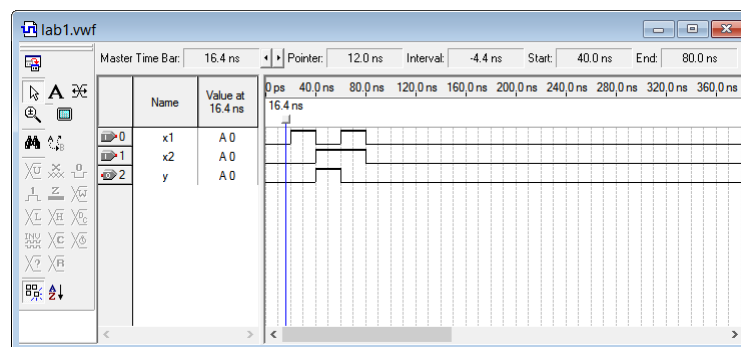 lab1.vwf
Master Time Bar: 16.4 ns Pointer: 12.0 ns Interval: -4.4 ns Start: 40.0 ns End: 80.0 ns
Name Value at 16.4 ns
0 ps 40.0 ns 80.0 ns 120.0 ns 160.0 ns 200.0 ns 240.0 ns 280.0 ns 320.0 ns 360.0 ns
16.4 ns
0 x1 A 0
1 x2 A 0
2 y A 0